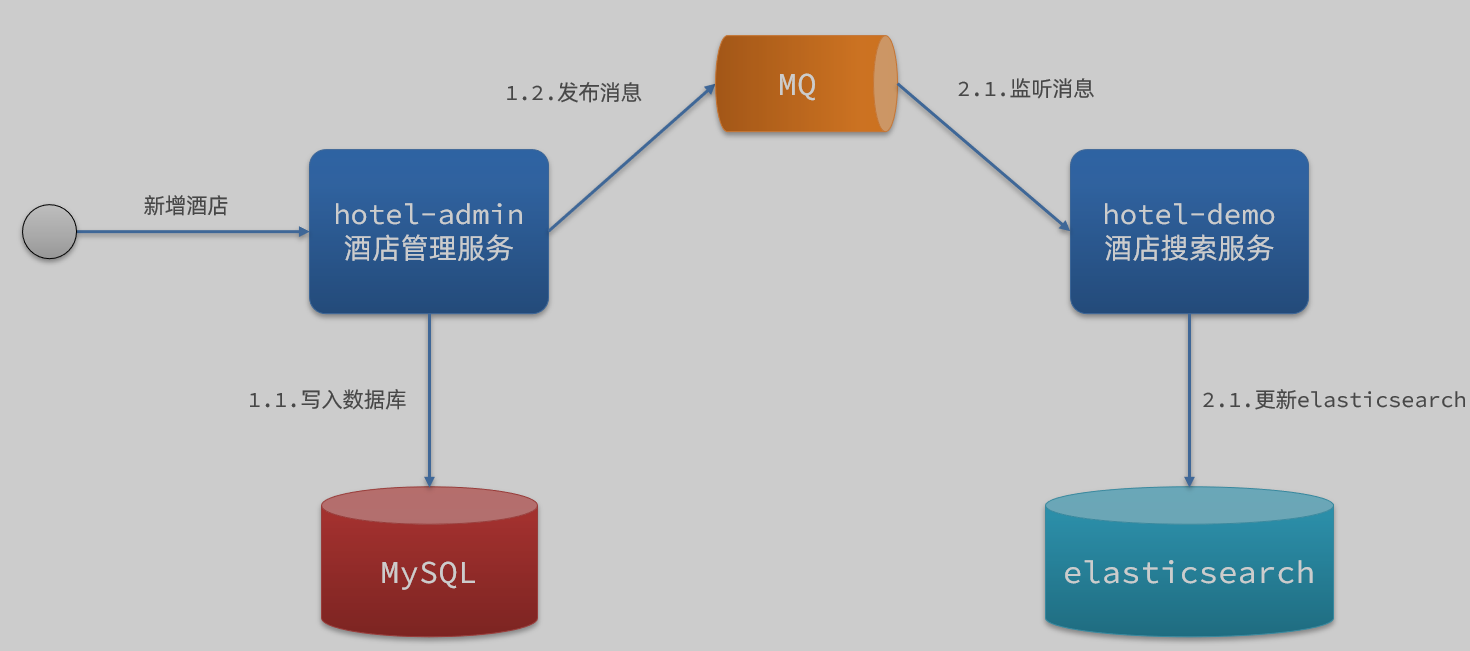 MQ
1.2.发布消息
2.1.监听消息
新增酒店
hotel-admin
酒店管理服务
hotel-demo
酒店搜索服务
1.1.写入数据库
2.1.更新elasticsearch
MySQL
elasticsearch